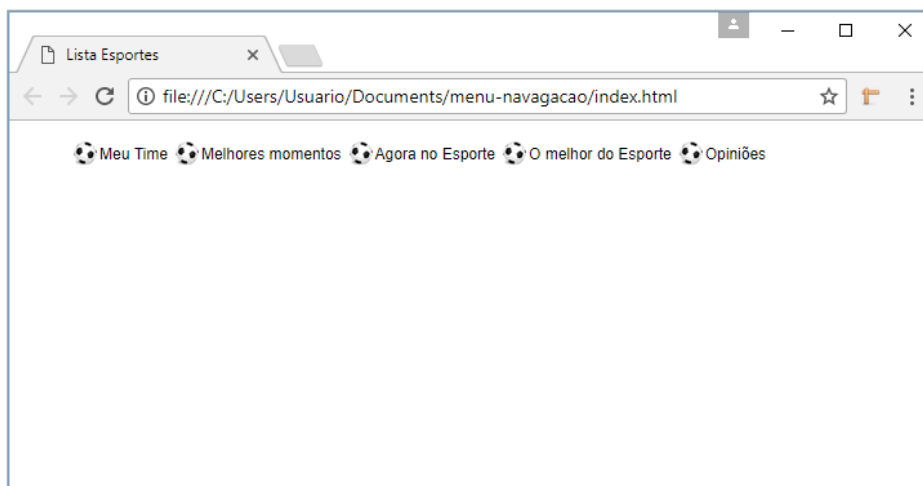 Lista Esportes
file:///C:/Users/Usuario/Documents/menu-navagacao/index.html
Meu Time Melhores momentos Agora no Esporte O melhor do Esporte Opiniões